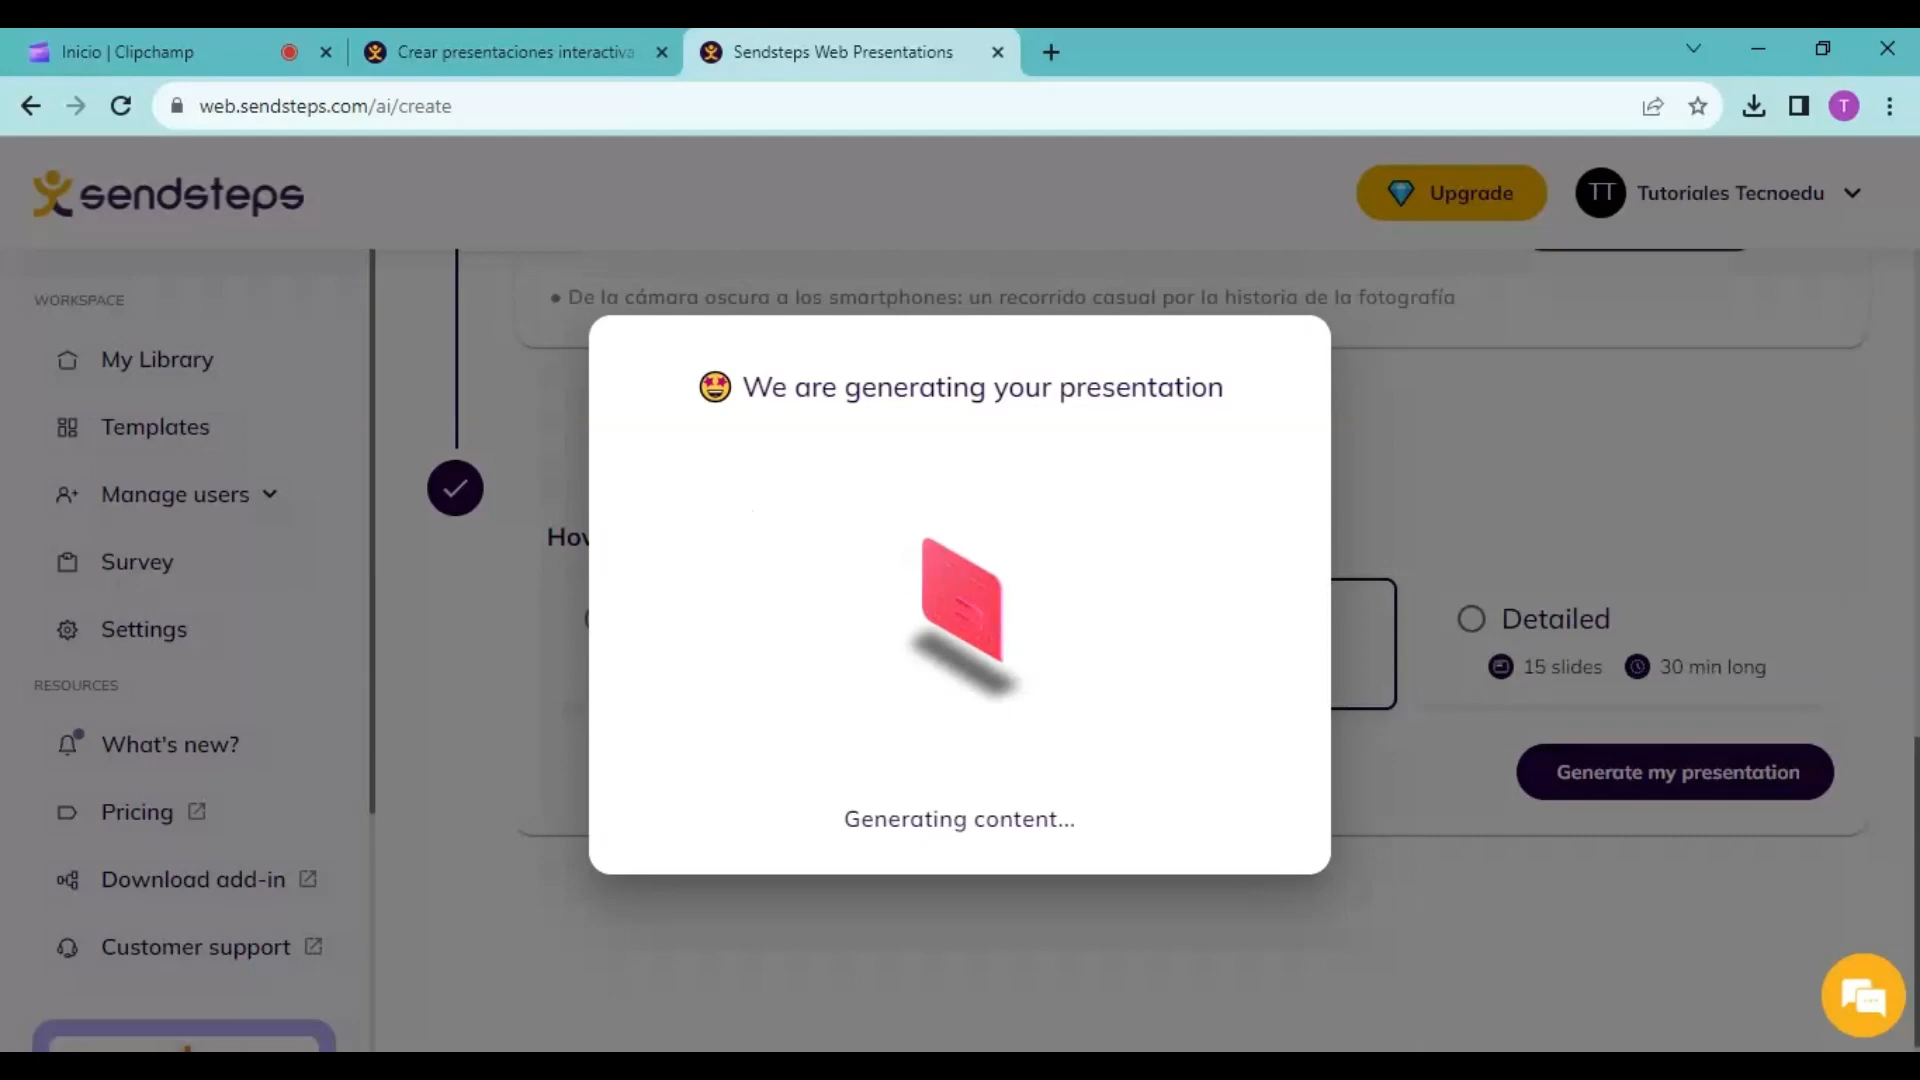 Inicio | Clipchamp
Crear presentaciones interactiva
Sendsteps Web Presentations
web.sendsteps.com/ai/create
T
sendsteps
Upgrade
TT
Tutoriales Tecnoedu
WORKSPACE
My Library
Templates
Manage users
Survey
Settings
RESOURCES
What's new?
Pricing
Download add-in
Customer support
• De la cámara oscura a los smartphones: un recorrido casual por la historia de la fotografía
We are generating your presentation
Generating content...
Detailed
15 slides
30 min long
Generate my presentation